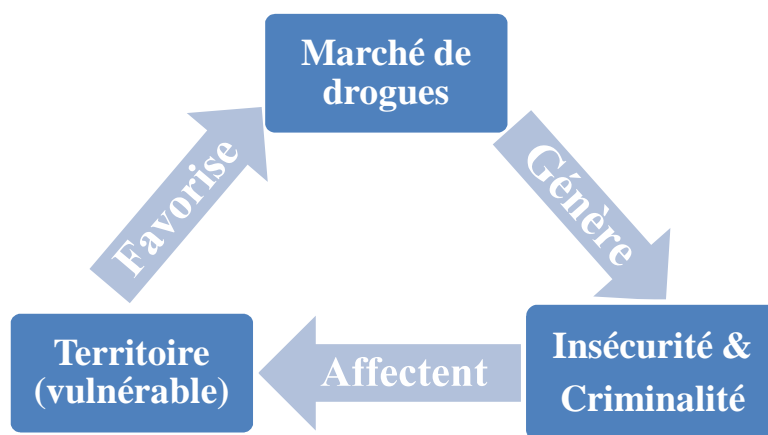 Marché de
drogues
Génère
Insécurité &
Criminalité
Affectent
Territoire
(vulnérable)
Favorise